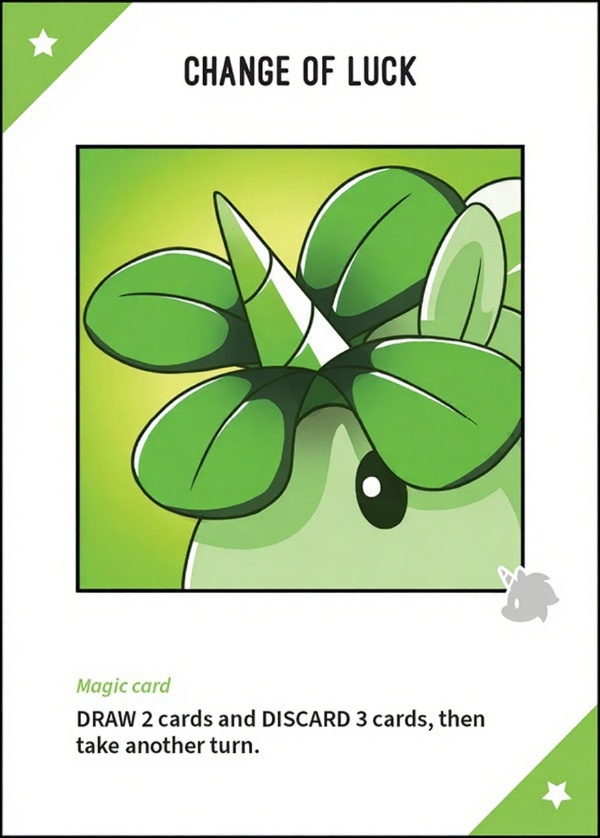 CHANGE OF LUCK
Magic card
DRAW 2 cards and DISCARD 3 cards, then
take another turn.